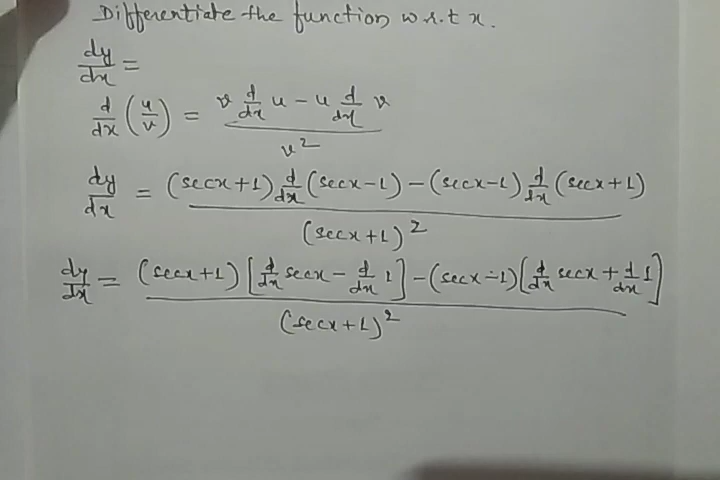 Differentiate the function w.r.t x.
dy/dx =
d/dx (u/v) = (v d/dx u - u d/dx v) / v²
dy/dx = ((secx+1) d/dx (secx-1) - (secx-1) d/dx (secx+1)) / (secx+1)²
dy/dx = ((secx+1) [d/dx secx - d/dx 1] - (secx-1) [d/dx secx + d/dx 1]) / (secx+1)²